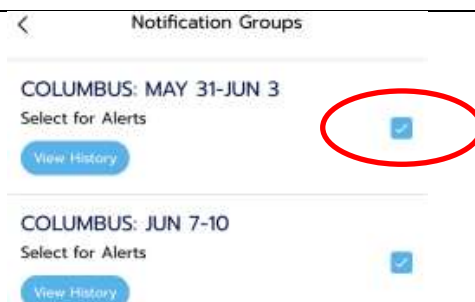 Notification Groups
COLUMBUS: MAY 31-JUN 3
Select for Alerts
View History
COLUMBUS: JUN 7-10
Select for Alerts
View History